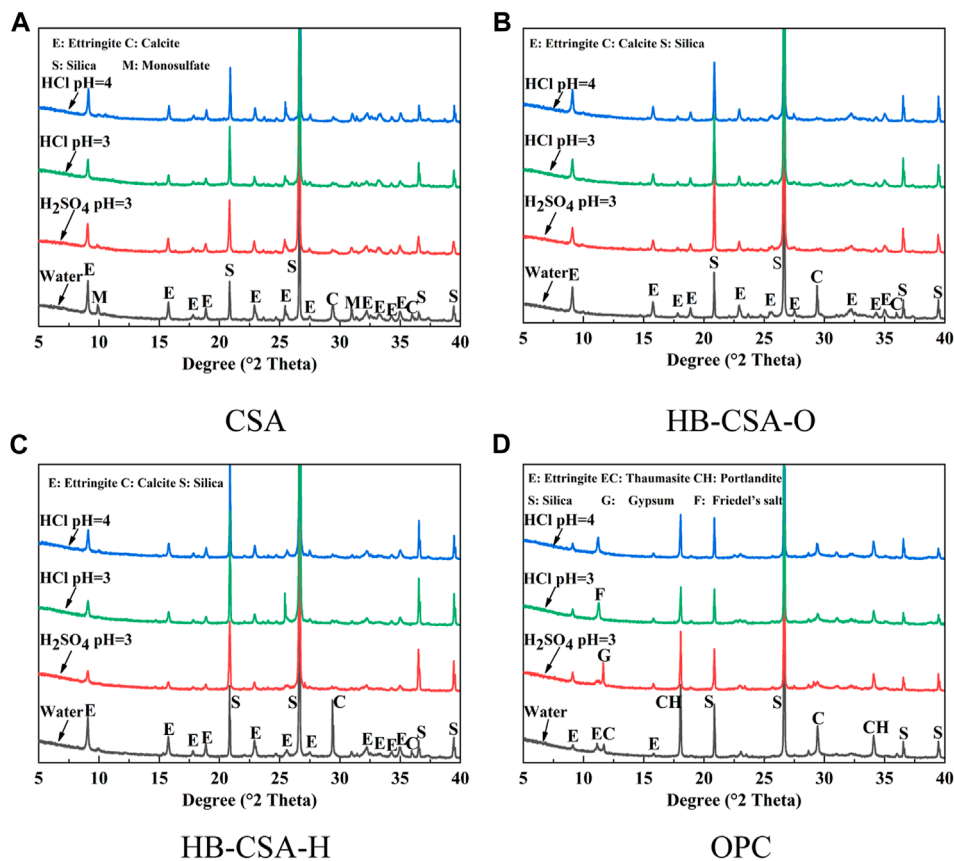 A
E: Ettringite C: Calcite
S: Silica M: Monosulfate
HCl pH=4
HCl pH=3
H2SO4 pH=3
Water
E
M
E
E
E
S
E
E
S
E
C
M
E
E
E
E
C
S
S
5 10 15 20 25 30 35 40
Degree (°2 Theta)
CSA
B
E: Ettringite C: Calcite S: Silica
HCl pH=4
HCl pH=3
H2SO4 pH=3
Water
E
E
E
E
S
E
E
S
E
C
E
E
E
C
S
S
5 10 15 20 25 30 35 40
Degree (°2 Theta)
HB-CSA-O
C
E: Ettringite C: Calcite S: Silica
HCl pH=4
HCl pH=3
H2SO4 pH=3
Water
E
E
E
E
S
E
E
S
E
C
E
E
E
E
C
S
S
5 10 15 20 25 30 35 40
Degree (°2 Theta)
HB-CSA-H
D
E: Ettringite EC: Thaumasite CH: Portlandite
S: Silica G: Gypsum F: Friedel's salt
HCl pH=4
HCl pH=3
F
H2SO4 pH=3
G
Water
E
EC
E
CH
S
S
C
CH
S
S
5 10 15 20 25 30 35 40
Degree (°2 Theta)
OPC